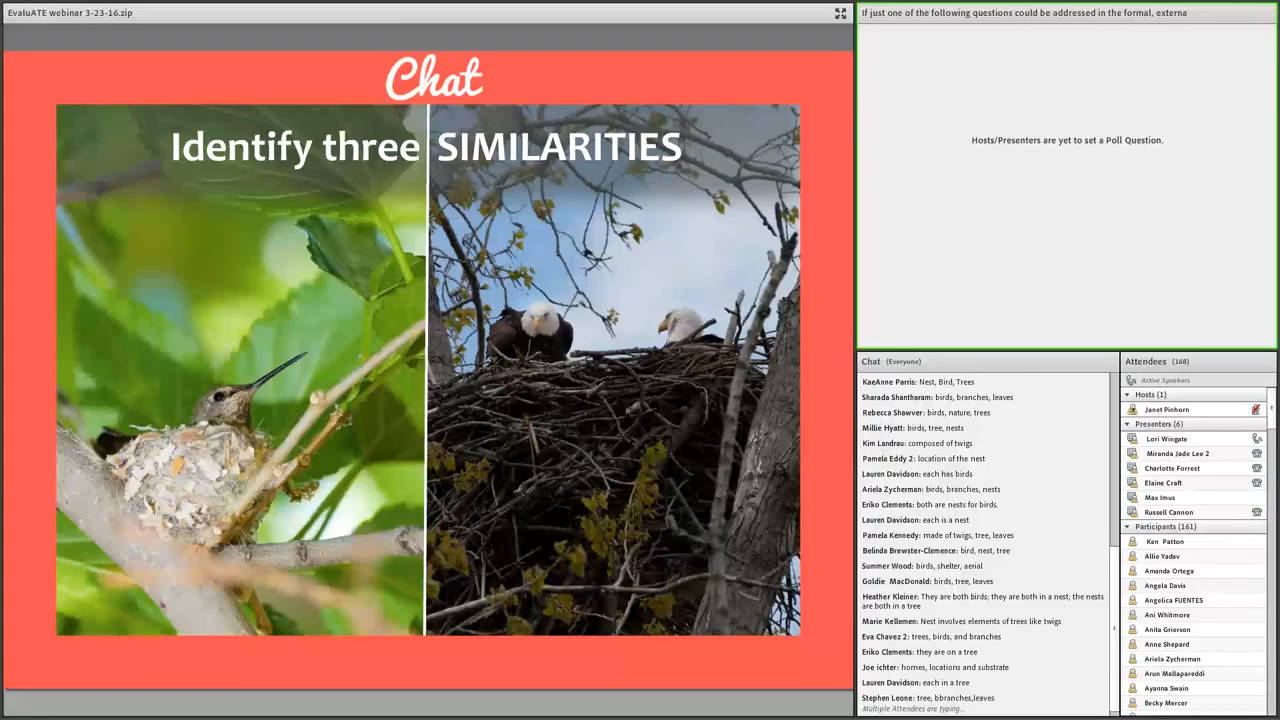 EvaluATE webinar 3-23-16.zip
Chat
Identify three SIMILARITIES
If just one of the following questions could be addressed in the formal, externa
Hosts/Presenters are yet to set a Poll Question.
Chat (Everyone)
KaeAnne Parris: Nest, Bird, Trees
Sharada Shantharam: birds, branches, leaves
Rebecca Shawver: birds, nature, trees
Millie Hyatt: birds, tree, nests
Kim Landrau: composed of twigs
Pamela Eddy 2: location of the nest
Lauren Davidson: each has birds
Ariela Zycherman: birds, branches, nests
Eriko Clements: both are nests for birds.
Lauren Davidson: each is a nest
Pamela Kennedy: made of twigs, tree, leaves
Belinda Brewster-Clemence: bird, nest, tree
Summer Wood: birds, shelter, aerial
Goldie MacDonald: birds, tree, leaves
Heather Kleiner: They are both birds; they are both in a nest; the nests
are both in a tree
Marie Kellemen: Nest involves elements of trees like twigs
Eva Chavez 2: trees, birds, and branches
Eriko Clements: they are on a tree
Joe ichter: homes, locations and substrate
Lauren Davidson: each in a tree
Stephen Leone: tree, bbranches,leaves
Multiple Attendees are typing...
Attendees (168)
Active Speakers
Hosts (1)
Janet Pinhorn
Presenters (6)
Lori Wingate
Miranda Jade Lee 2
Charlotte Forrest
Elaine Craft
Max Imus
Russell Cannon
Participants (161)
Ken Patton
Allie Yadav
Amanda Ortega
Angela Davis
Angelica FUENTES
Ani Whitmore
Anita Grierson
Anne Shepard
Ariela Zycherman
Arun Mallapareddi
Ayanna Swain
Becky Mercer